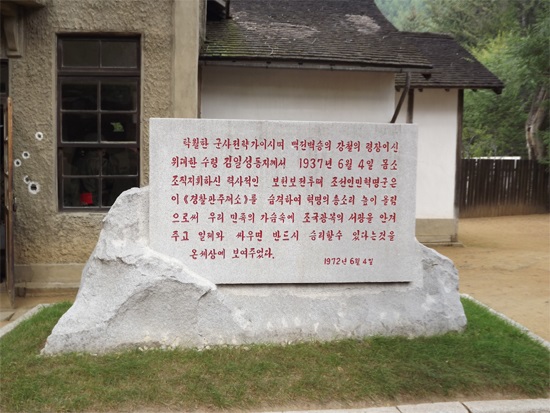 탁월한 군사전략가이시며 백전백승의 강철의 령장이신
위대한 수령 김일성동지께서 1937년 6월 4일 몸소
조직지휘하신 력사적인 보천보전투때 조선인민혁명군은
이 《경찰관주재소》를 습격하여 혁명의 총소리 높이 울림
으로써 우리 민족의 가슴속에 조국광복의 서광을 안겨
주고 일제와 싸우면 반드시 승리할수 있다는것을
온세상에 보여주었다.
1972년 6월 4일